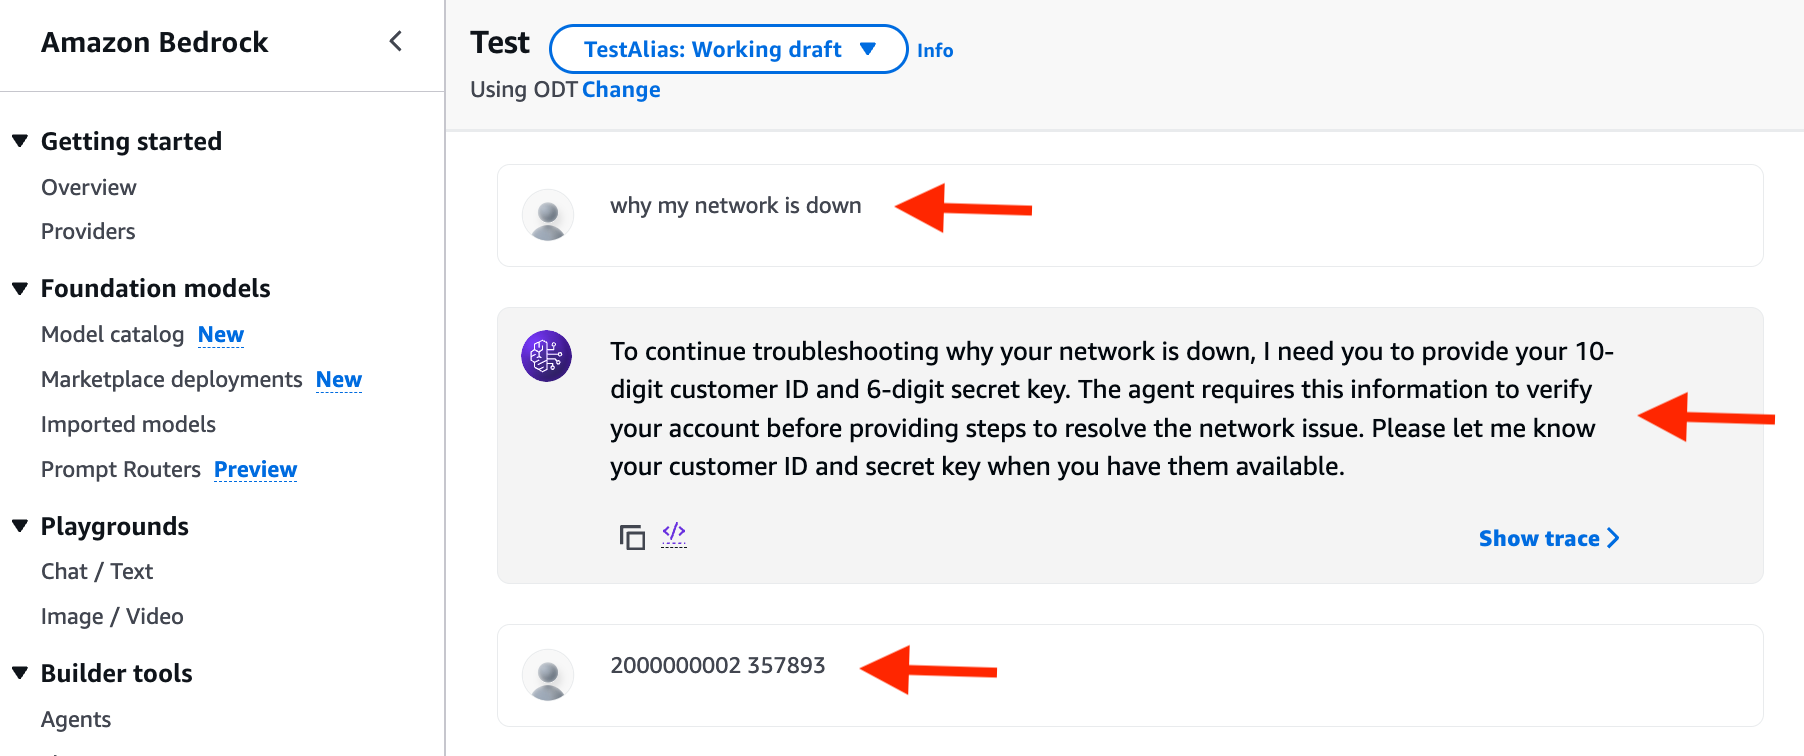 Amazon Bedrock
Getting started
Overview
Providers
Foundation models
Model catalog New
Marketplace deployments New
Imported models
Prompt Routers Preview
Playgrounds
Chat / Text
Image / Video
Builder tools
Agents
Test TestAlias: Working draft Info
Using ODT Change
why my network is down
To continue troubleshooting why your network is down, I need you to provide your 10-
digit customer ID and 6-digit secret key. The agent requires this information to verify
your account before providing steps to resolve the network issue. Please let me know
your customer ID and secret key when you have them available.
</> Show trace
2000000002 357893